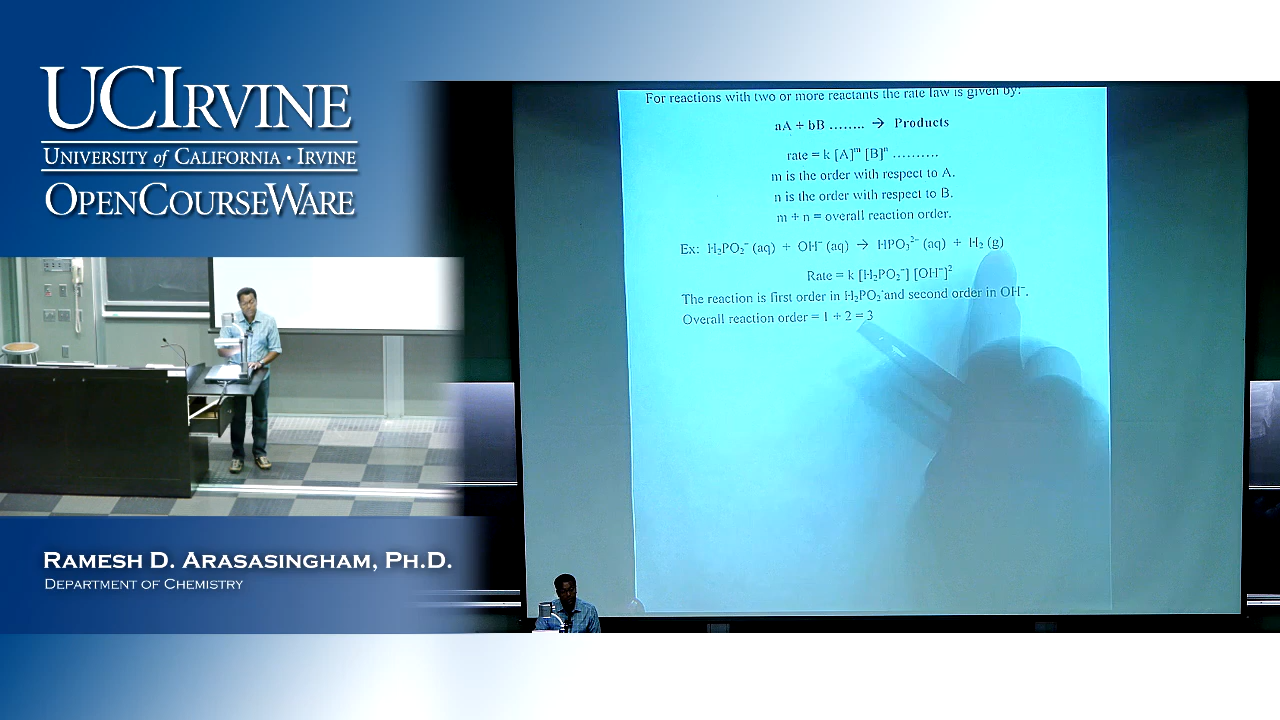 UCIRVINE
UNIVERSITY of CALIFORNIA · IRVINE
OPENCOURSEWARE
RAMESH D. ARASASINGHAM, PH.D.
DEPARTMENT OF CHEMISTRY
For reactions with two or more reactants the rate law is given by:
aA + bB …….. → Products
rate = k [A]ᵐ [B]ⁿ ……….
m is the order with respect to A.
n is the order with respect to B.
m + n = overall reaction order.
Ex: H₂PO₂⁻ (aq) + OH⁻ (aq) → HPO₃²⁻ (aq) + H₂ (g)
Rate = k [H₂PO₂⁻] [OH⁻]²
The reaction is first order in H₂PO₂⁻and second order in OH⁻.
Overall reaction order = 1 + 2 = 3